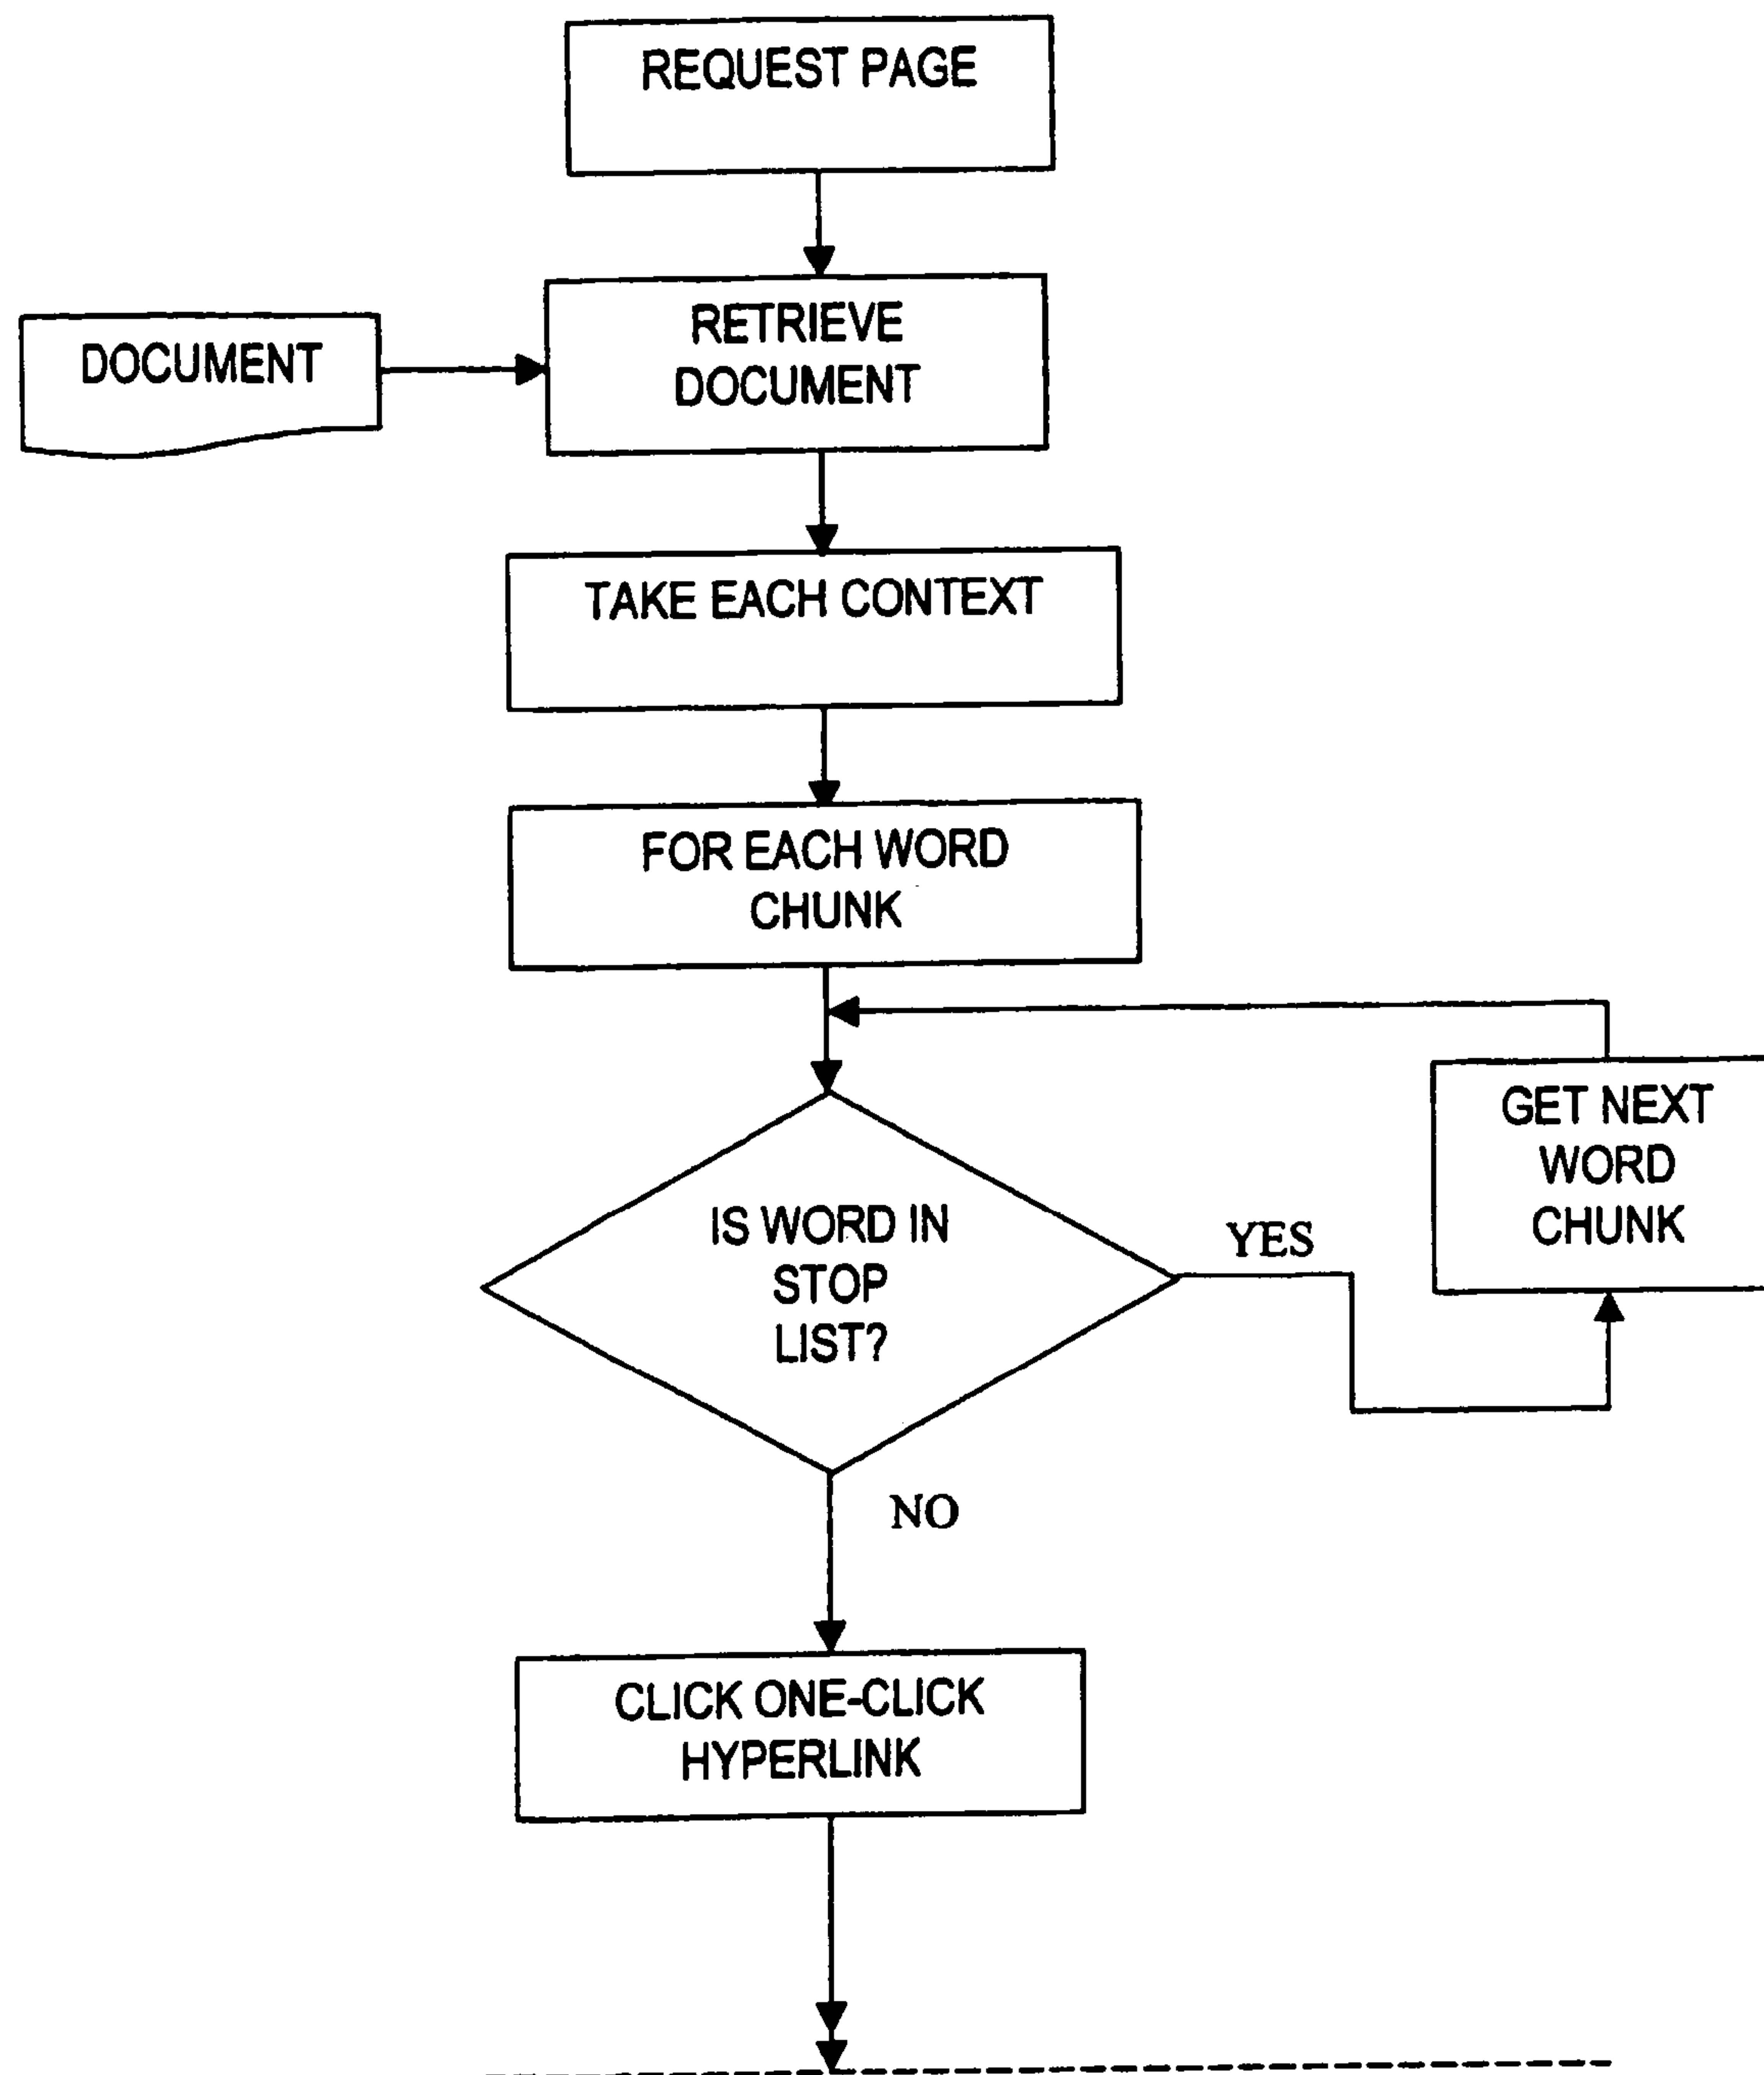 REQUEST PAGE
DOCUMENT
RETRIEVE
DOCUMENT
TAKE EACH CONTEXT
FOR EACH WORD
CHUNK
GET NEXT
WORD
CHUNK
IS WORD IN
STOP
LIST?
YES
NO
CLICK ONE-CLICK
HYPERLINK